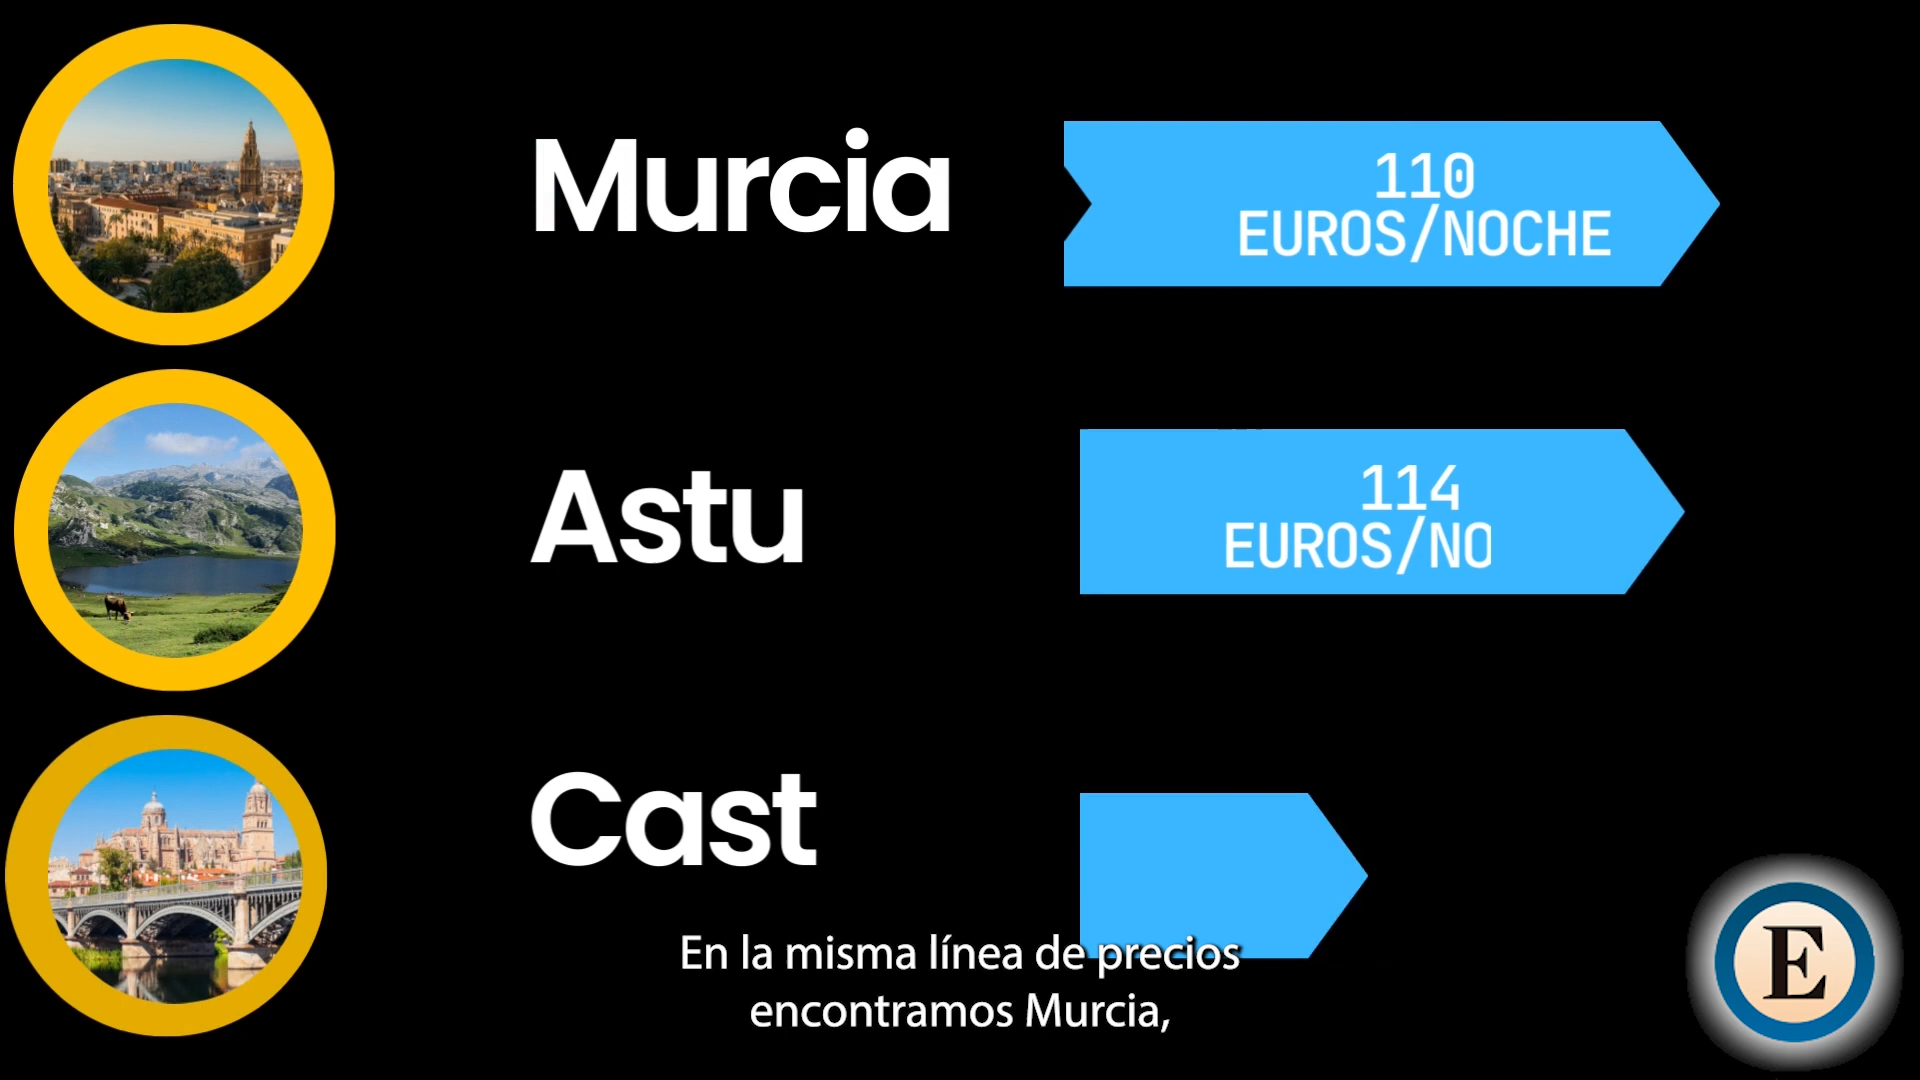 Murcia
110
EUROS/NOCHE
Astu
114
EUROS/NO
Cast
En la misma línea de precios
encontramos Murcia,
E